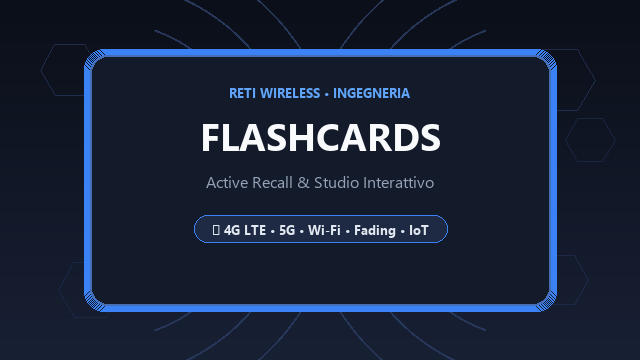 RETI WIRELESS • INGEGNERIA
FLASHCARDS
Active Recall & Studio Interattivo
4G LTE • 5G • Wi-Fi • Fading • IoT